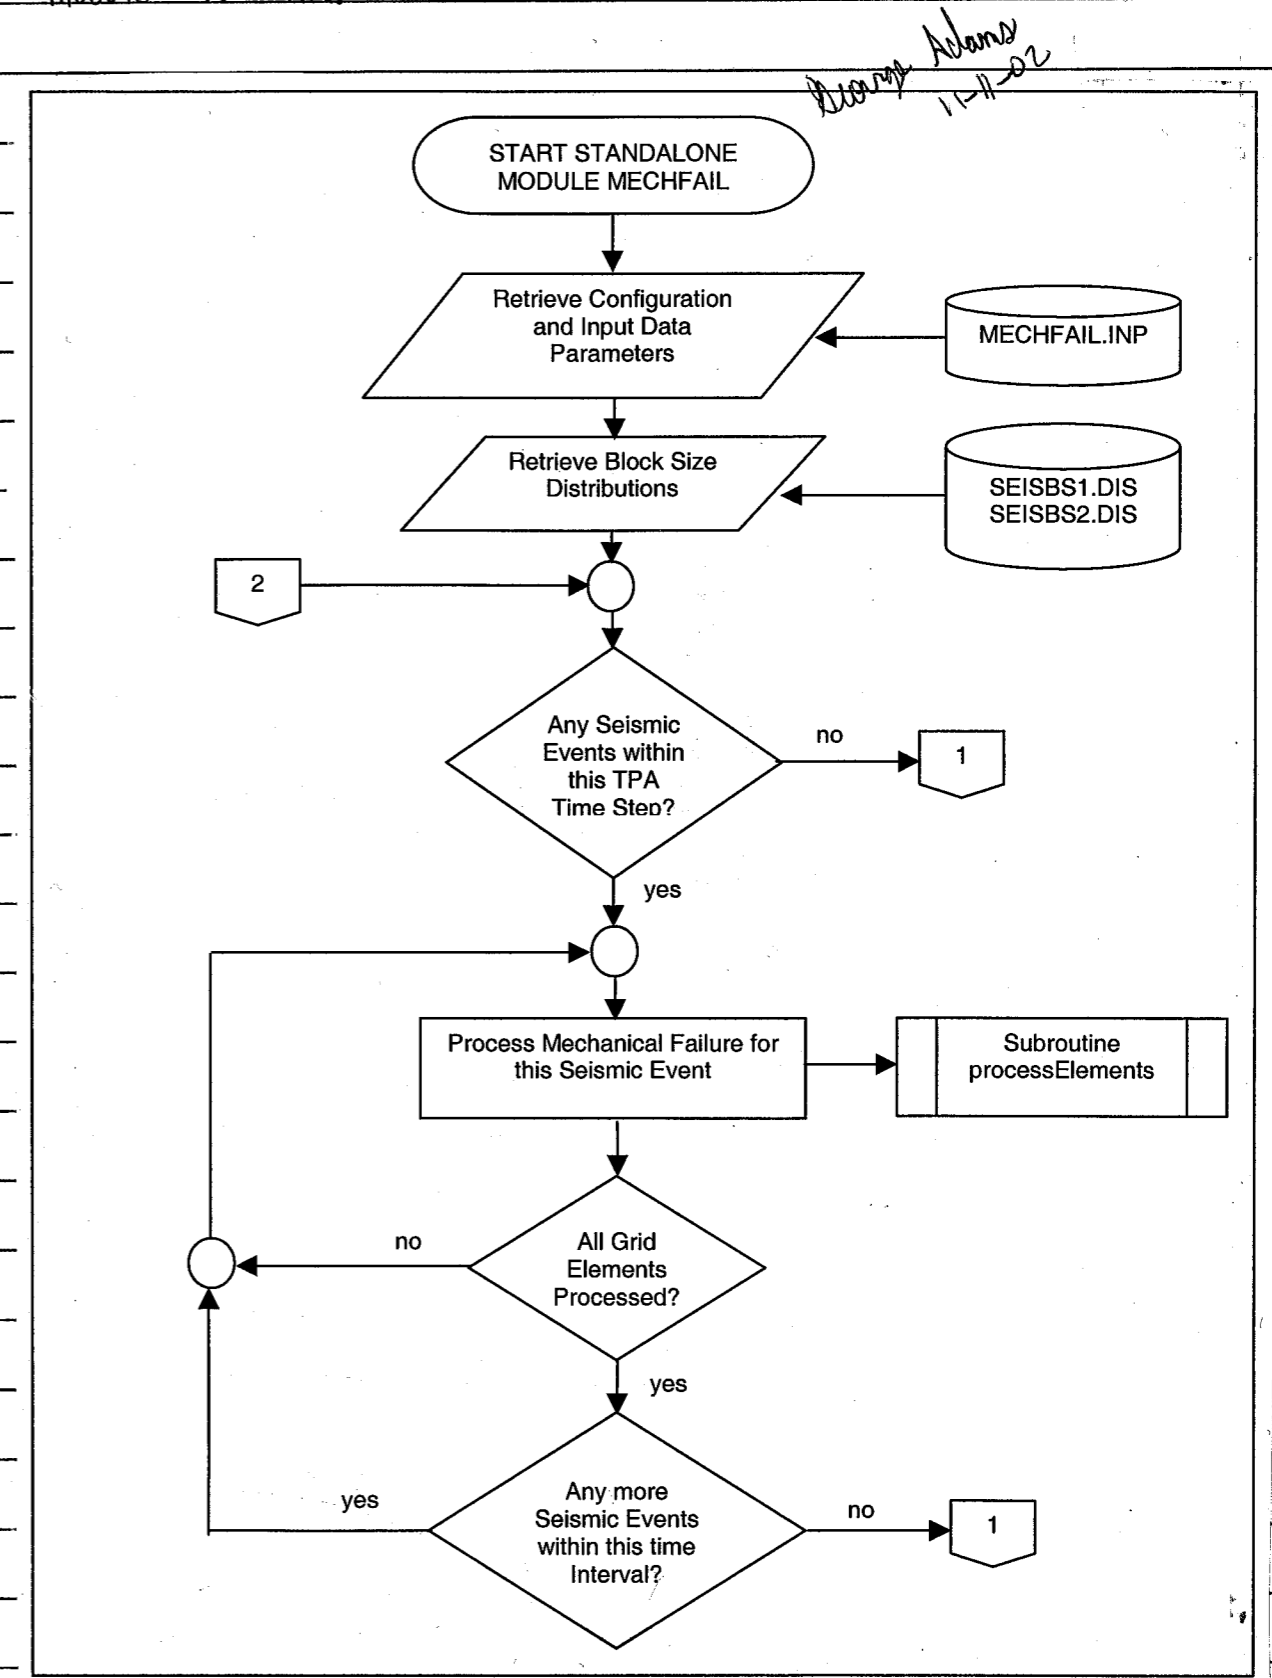 George Adams
11-11-02
START STANDALONE
MODULE MECHFAIL
Retrieve Configuration
and Input Data
Parameters
MECHFAIL.INP
Retrieve Block Size
Distributions
SEISBS1.DIS
SEISBS2.DIS
2
Any Seismic
Events within
this TPA
Time Step?
no
1
yes
Process Mechanical Failure for
this Seismic Event
Subroutine
processElements
no
All Grid
Elements
Processed?
yes
yes
Any more
Seismic Events
within this time
Interval?
no
1